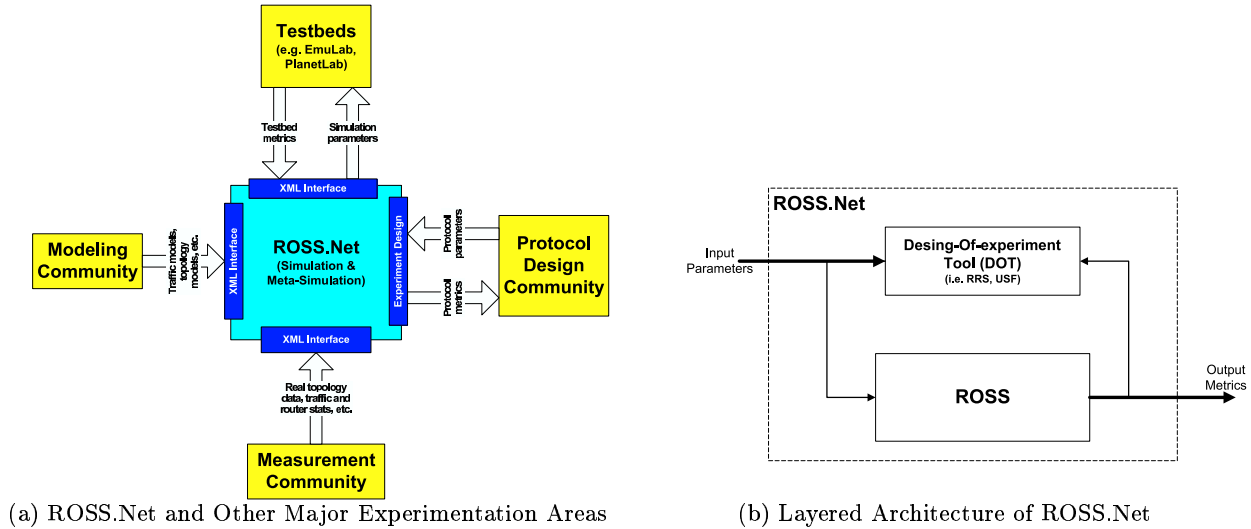 Testbeds
(e.g. EmuLab,
PlanetLab)
Testbed
metrics
Simulation
parameters
XML Interface
Modeling
Community
Traffic models,
topology
models, etc.
XML Interface
ROSS.Net
(Simulation &
Meta-Simulation)
Experiment Design
Protocoll
parameters
Protocoll
metrics
Protocol
Design
Community
XML Interface
Real topology
data, traffic and
router stats, etc.
Measurement
Community
(a) ROSS.Net and Other Major Experimentation Areas
ROSS.Net
Input
Parameters
Desing-Of-experiment
Tool (DOT)
(i.e. RRS, USF)
ROSS
Output
Metrics
(b) Layered Architecture of ROSS.Net